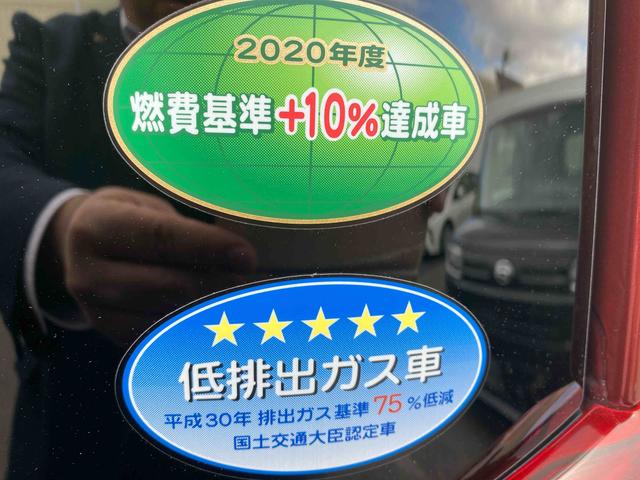 2020年度
燃費基準+10%達成車
低排出ガス車
平成30年 排出ガス基準75%低減
国土交通大臣認定車